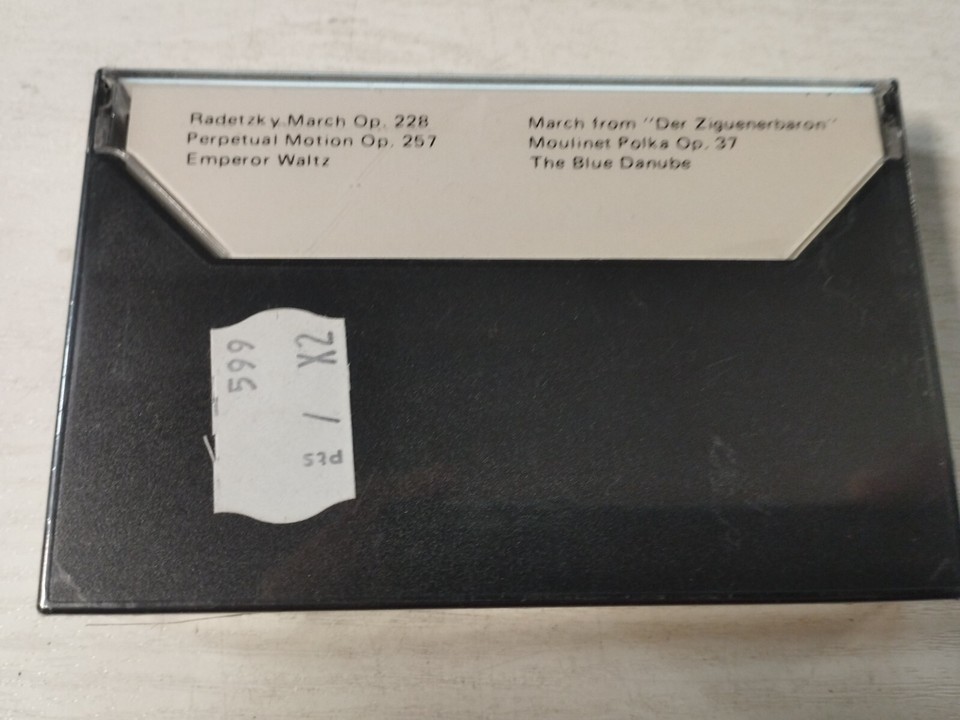 Radetzky March Op. 228
Perpetual Motion Op. 257
Emperor Waltz
March from "Der Ziguenerbaron"
Moulinet Polka Op. 37
The Blue Danube
599
/ X2
pts